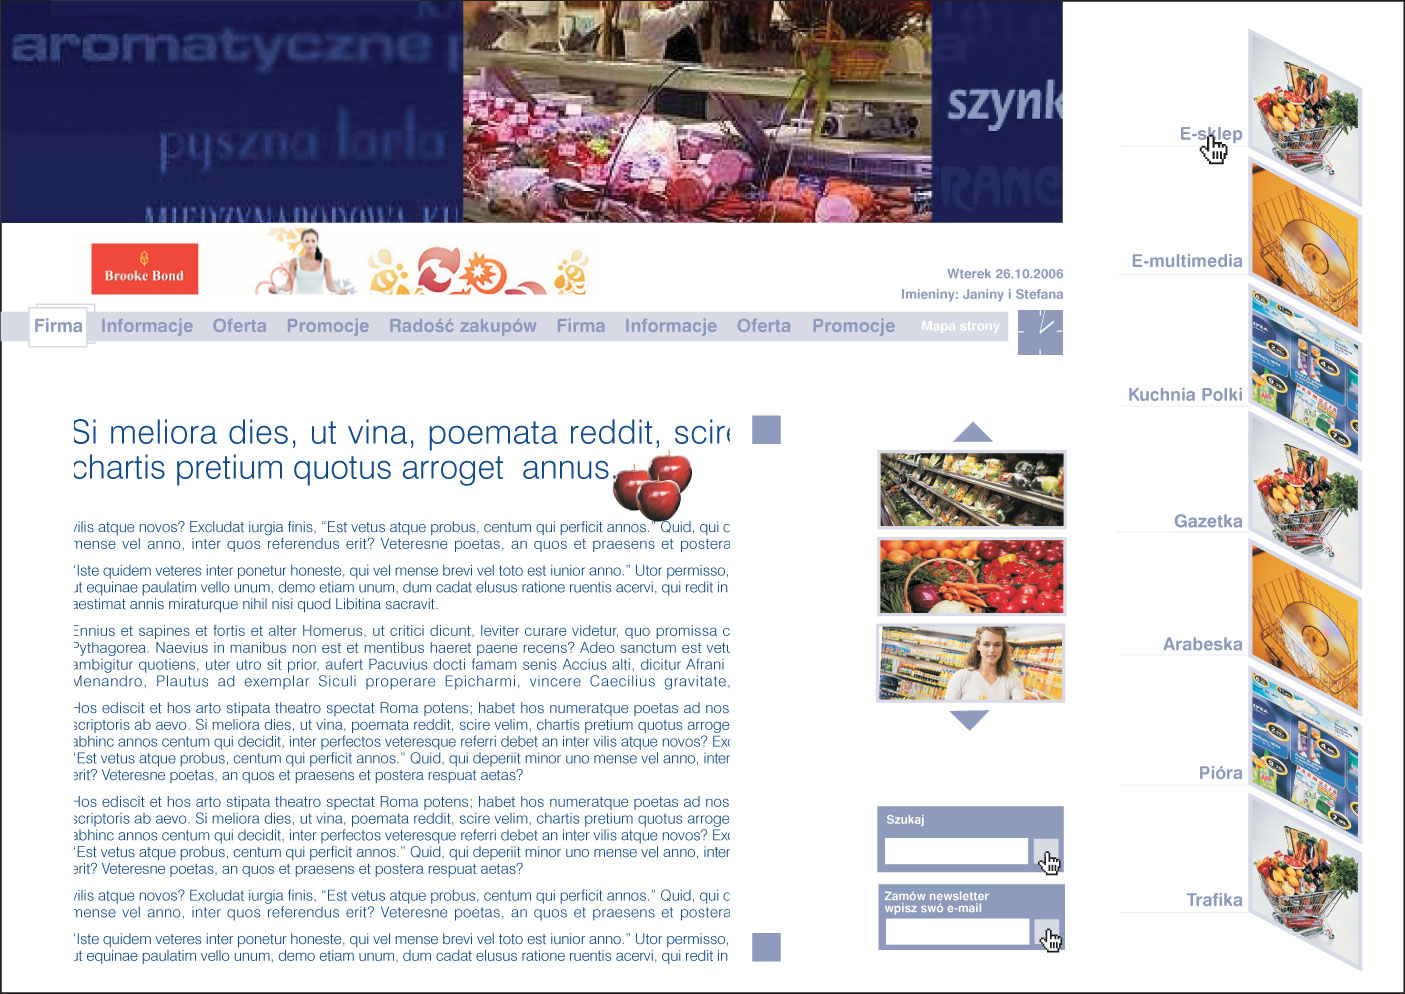 aromatyczne
szynk
pyszna
FRANC
MIĘDZYNARODOWA KU
E-sklep
Brooke Bond
E-multimedia
Wterek 26.10.2006
Imieniny: Janiny i Stefana
Firma Informacje Oferta Promocje Radość zakupów Firma Informacje Oferta Promocje Mapa strony
Kuchnia Polki
Si meliora dies, ut vina, poemata reddit, scire
chartis pretium quotus arroget annus.
Gazetka
vilis atque novos? Excludat iurgia finis, “Est vetus atque probus, centum qui perficit annos.” Quid, qui d
mense vel anno, inter quos referendus erit? Veteresne poetas, an quos et praesens et postera
“Iste quidem veteres inter ponetur honeste, qui vel mense brevi vel toto est iunior anno.” Utor permisso,
ut equinae paulatim vello unum, demo etiam unum, dum cadat elusus ratione ruentis acervi, qui redit in
aestimat annis miraturque nihil nisi quod Libitina sacravit.
Ennius et sapines et fortis et alter Homerus, ut critici dicunt, leviter curare videtur, quo promissa c
Pythagorea. Naevius in manibus non est et mentibus haeret paene recens? Adeo sanctum est vetu
ambigitur quotiens, uter utro sit prior, aufert Pacuvius docti famam senis Accius alti, dicitur Afrani
Menandro, Plautus ad exemplar Siculi properare Epicharmi, vincere Caecilius gravitate,
Arabeska
Hos ediscit et hos arto stipata theatro spectat Roma potens; habet hos numeratque poetas ad nos
scriptoris ab aevo. Si meliora dies, ut vina, poemata reddit, scire velim, chartis pretium quotus arroge
abhinc annos centum qui decidit, inter perfectos veteresque referri debet an inter vilis atque novos? Exc
“Est vetus atque probus, centum qui perficit annos.” Quid, qui deperiit minor uno mense vel anno, inter
erit? Veteresne poetas, an quos et praesens et postera respuat aetas?
Pióra
Hos ediscit et hos arto stipata theatro spectat Roma potens; habet hos numeratque poetas ad nos
scriptoris ab aevo. Si meliora dies, ut vina, poemata reddit, scire velim, chartis pretium quotus arroge
abhinc annos centum qui decidit, inter perfectos veteresque referri debet an inter vilis atque novos? Exc
“Est vetus atque probus, centum qui perficit annos.” Quid, qui deperiit minor uno mense vel anno, inter
erit? Veteresne poetas, an quos et praesens et postera respuat aetas?
Szukaj
vilis atque novos? Excludat iurgia finis, “Est vetus atque probus, centum qui perficit annos.” Quid, qui d
mense vel anno, inter quos referendus erit? Veteresne poetas, an quos et praesens et postera
Zamów newsletter
wpisz swó e-mail
Trafika
“Iste quidem veteres inter ponetur honeste, qui vel mense brevi vel toto est iunior anno.” Utor permisso,
ut equinae paulatim vello unum, demo etiam unum, dum cadat elusus ratione ruentis acervi, qui redit in